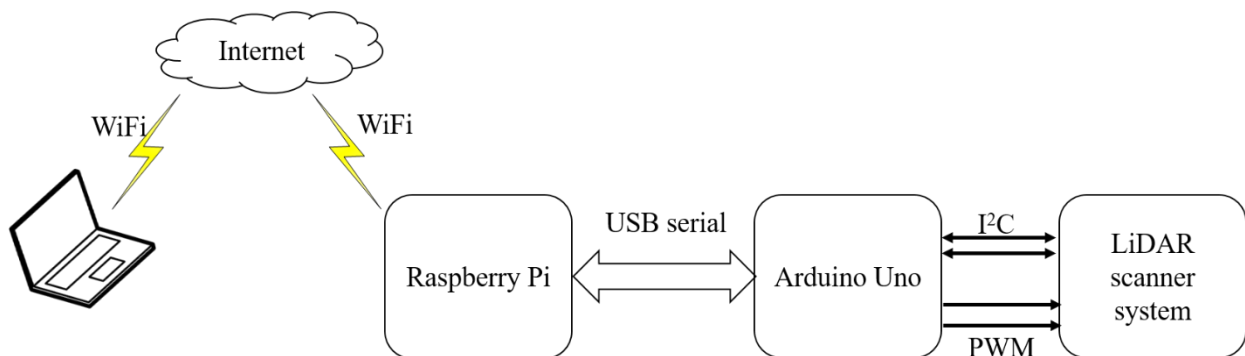 Internet
WiFi
WiFi
USB serial
Raspberry Pi
Arduino Uno
I²C
LiDAR
scanner
system
PWM